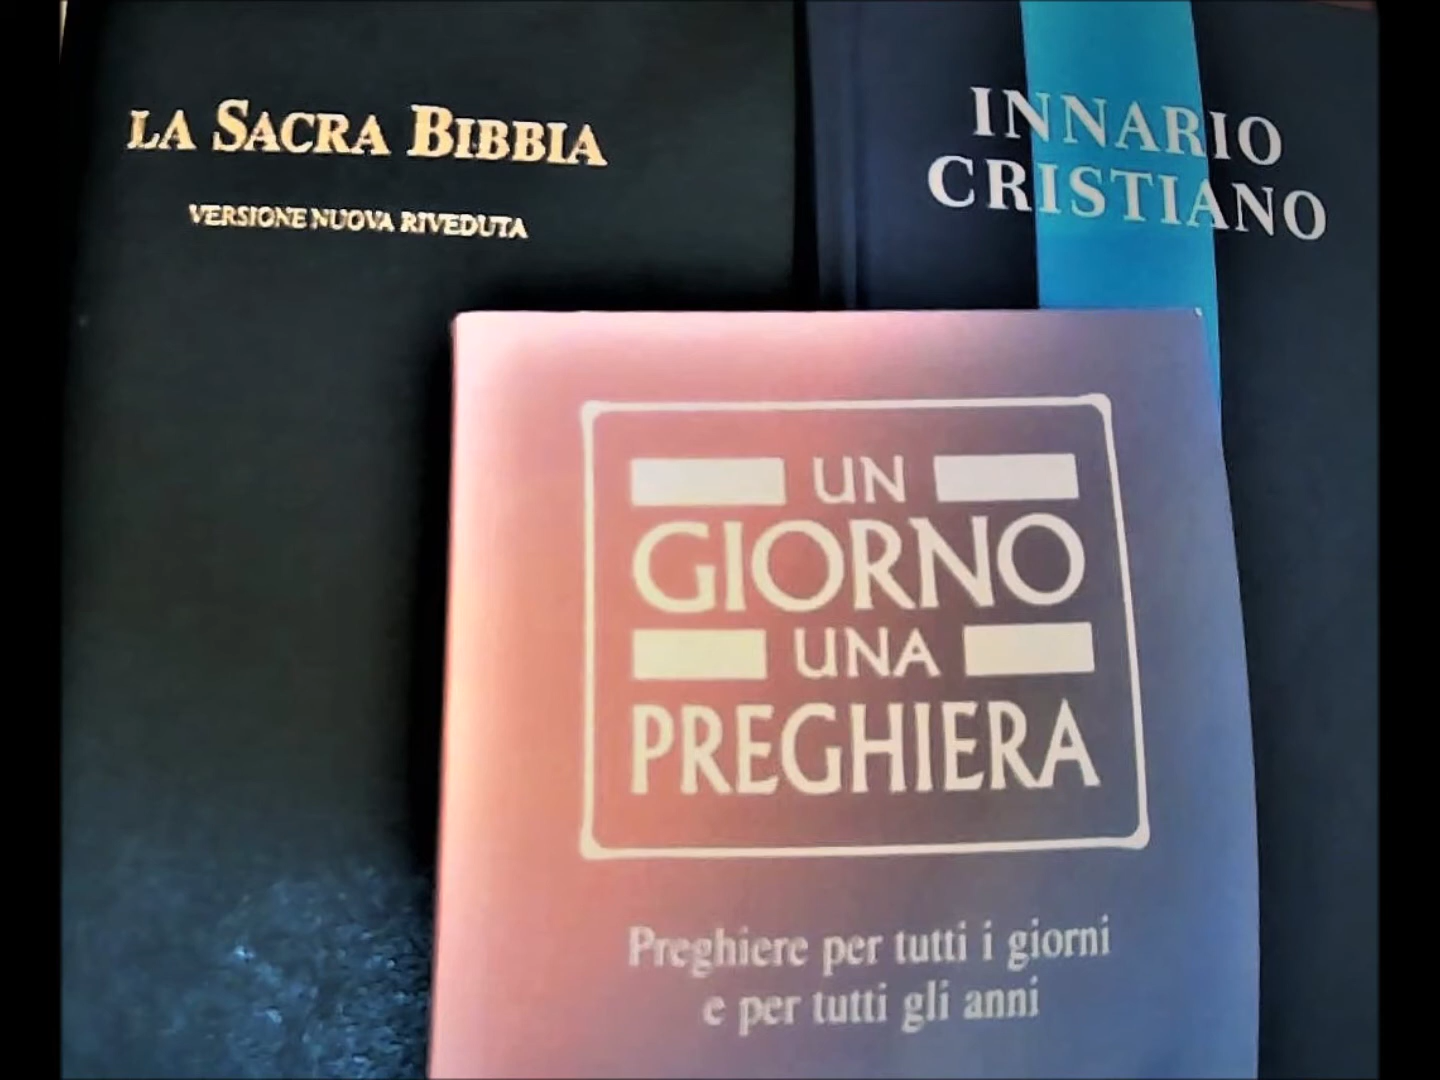 LA SACRA BIBBIA
VERSIONE NUOVA RIVEDUTA
INNARIO
CRISTIANO
UN
GIORNO
UNA
PREGHIERA
Preghiere per tutti i giorni
e per tutti gli anni